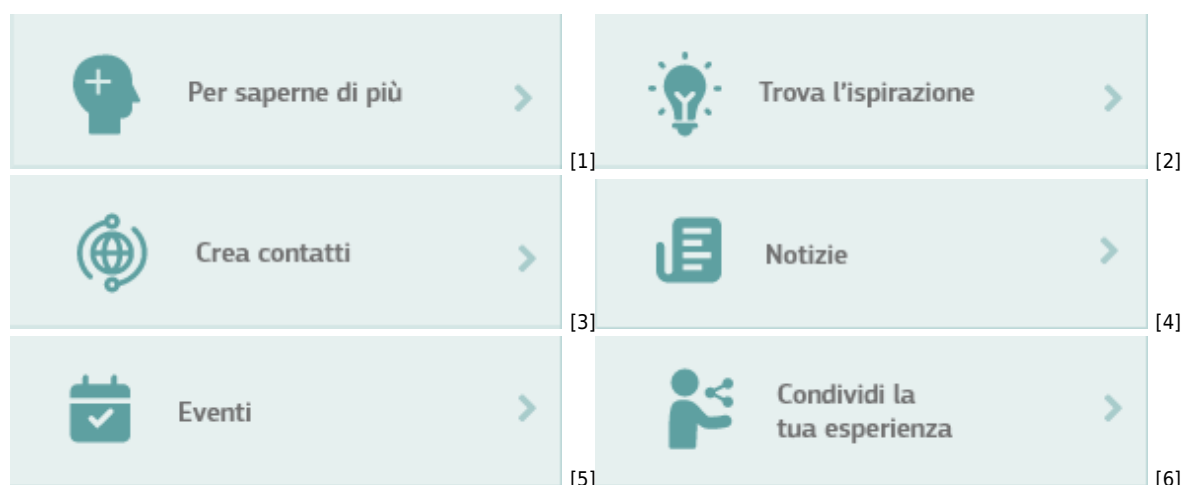 Per saperne di più
[1]
Trova l'ispirazione
[2]
Crea contatti
[3]
Notizie
[4]
Eventi
[5]
Condividi la
tua esperienza
[6]